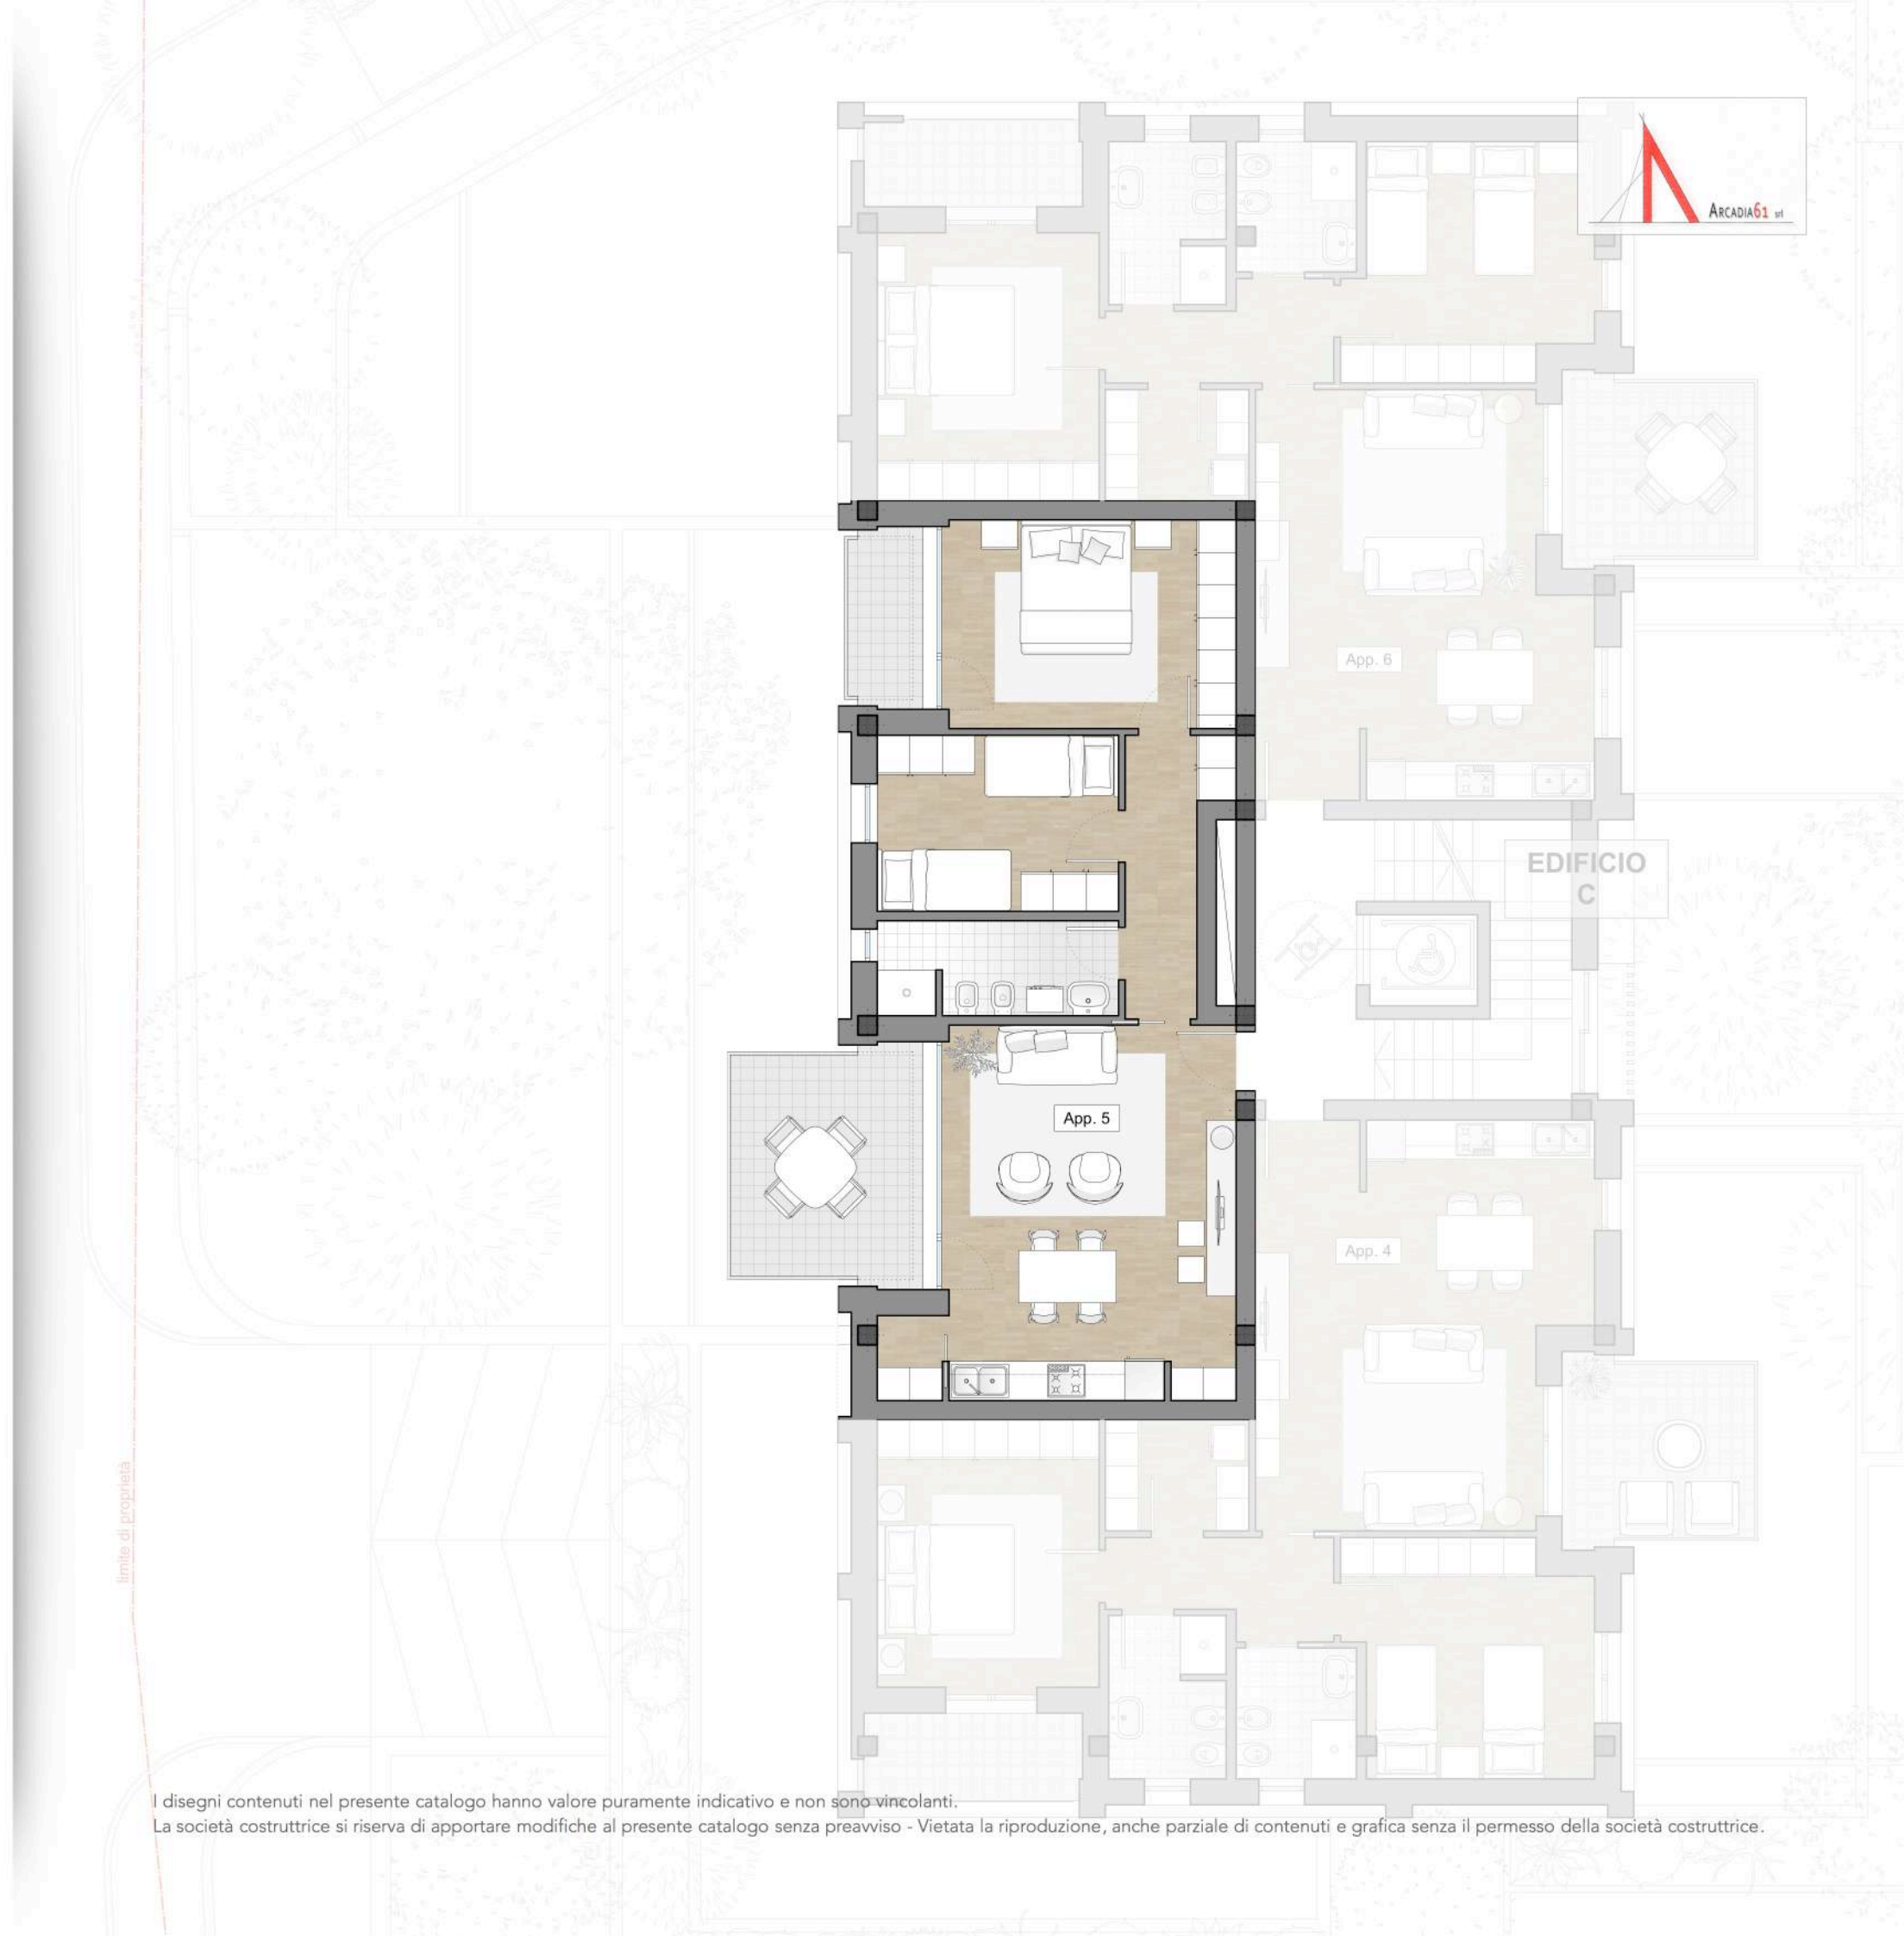 ARCADIA61 srl
App. 6
EDIFICIO
C
App. 5
App. 4
limite di proprietà
I disegni contenuti nel presente catalogo hanno valore puramente indicativo e non sono vincolanti.
La società costruttrice si riserva di apportare modifiche al presente catalogo senza preavviso - Vietata la riproduzione, anche parziale di contenuti e grafica senza il permesso della società costruttrice.